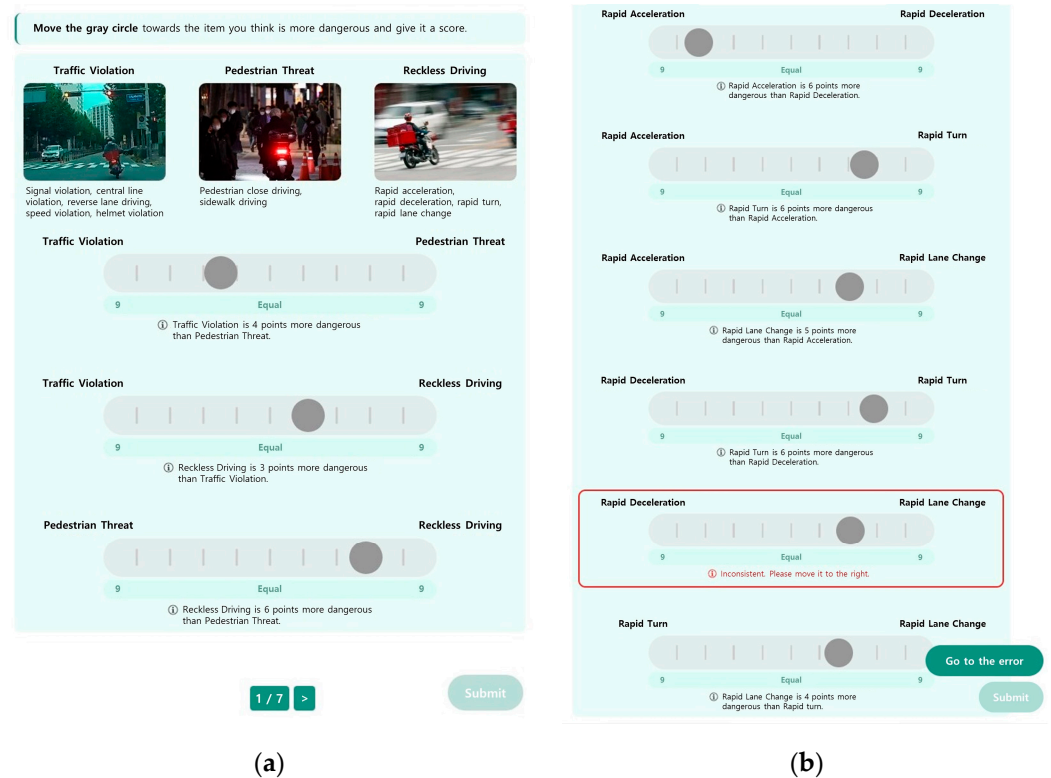 Move the gray circle towards the item you think is more dangerous and give it a score.
Traffic Violation
Pedestrian Threat
Reckless Driving
Signal violation, central line
violation, reverse lane driving,
speed violation, helmet violation
Pedestrian close driving,
sidewalk driving
Rapid acceleration,
rapid deceleration, rapid turn,
rapid lane change
Traffic Violation
Pedestrian Threat
9 Equal 9
Traffic Violation is 4 points more dangerous
than Pedestrian Threat.
Traffic Violation
Reckless Driving
9 Equal 9
Reckless Driving is 3 points more dangerous
than Traffic Violation.
Pedestrian Threat
Reckless Driving
9 Equal 9
Reckless Driving is 6 points more dangerous
than Pedestrian Threat.
1 / 7 >
Submit
(a)
Rapid Acceleration
Rapid Deceleration
9 Equal 9
Rapid Acceleration is 6 points more
dangerous than Rapid Deceleration.
Rapid Acceleration
Rapid Turn
9 Equal 9
Rapid Turn is 6 points more dangerous
than Rapid Acceleration.
Rapid Acceleration
Rapid Lane Change
9 Equal 9
Rapid Lane Change is 5 points more
dangerous than Rapid Acceleration.
Rapid Deceleration
Rapid Turn
9 Equal 9
Rapid Turn is 6 points more dangerous
than Rapid Deceleration.
Rapid Deceleration
Rapid Lane Change
9 Equal 9
Inconsistent. Please move it to the right.
Rapid Turn
Rapid Lane Change
9 Equal 9
Rapid Lane Change is 4 points more
dangerous than Rapid turn.
Go to the error
Submit
(b)